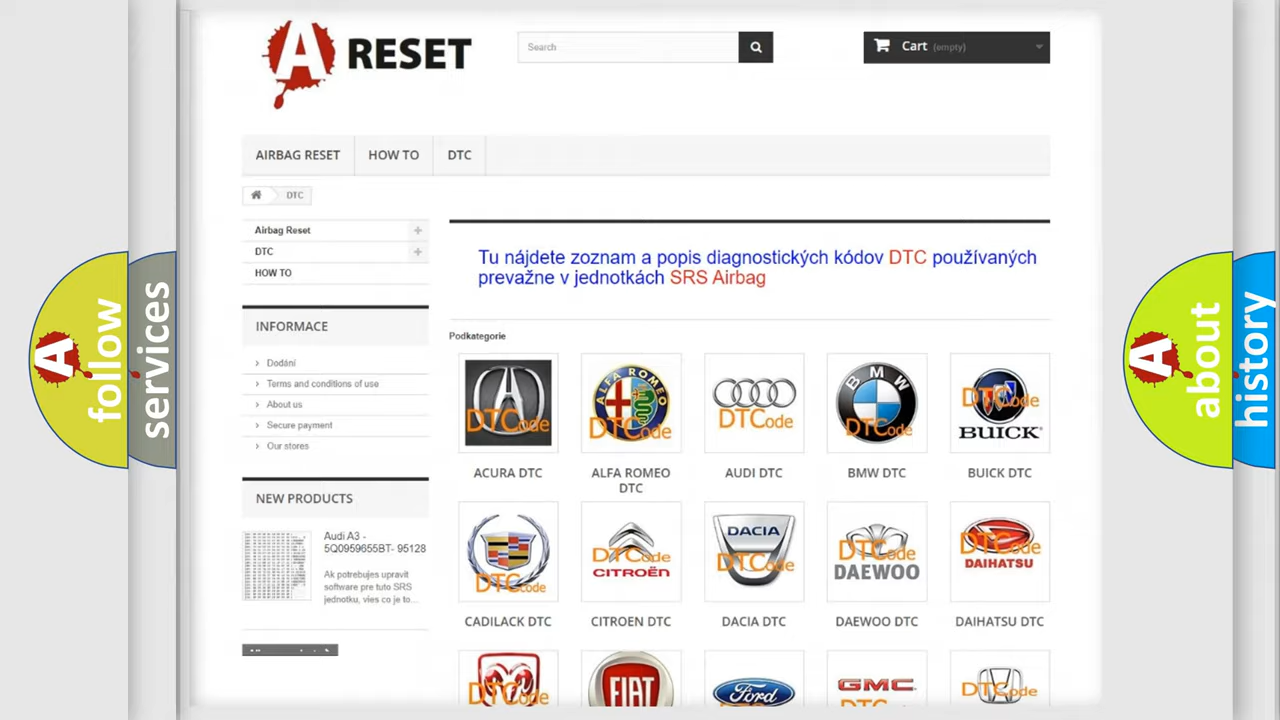 A RESET
Search
Cart (empty)
AIRBAG RESET
HOW TO
DTC
DTC
Airbag Reset
DTC
HOW TO
Tu nájdete zoznam a popis diagnostických kódov DTC používaných
prevažne v jednotkách SRS Airbag
INFORMACE
Dodání
Terms and conditions of use
About us
Secure payment
Our stores
NEW PRODUCTS
Audi A3 -
5Q0959655BT- 95128
Ak potrebujes upravit
software pre tuto SRS
jednotku, vies co je to...
Podkategorie
DTCode
ALFA ROMEO
DTCode
DTCode
BMW
DTCode
DTCode
BUICK
ACURA DTC
ALFA ROMEO
DTC
AUDI DTC
BMW DTC
BUICK DTC
DTCode
DTCode
CITROËN
DACIA
DTCode
DTCode
DAEWOO
DTCode
DAIHATSU
CADILACK DTC
CITROEN DTC
DACIA DTC
DAEWOO DTC
DAIHATSU DTC
DTCode
FIAT
Ford
GMC
DTCode
A follow
services
A about
history